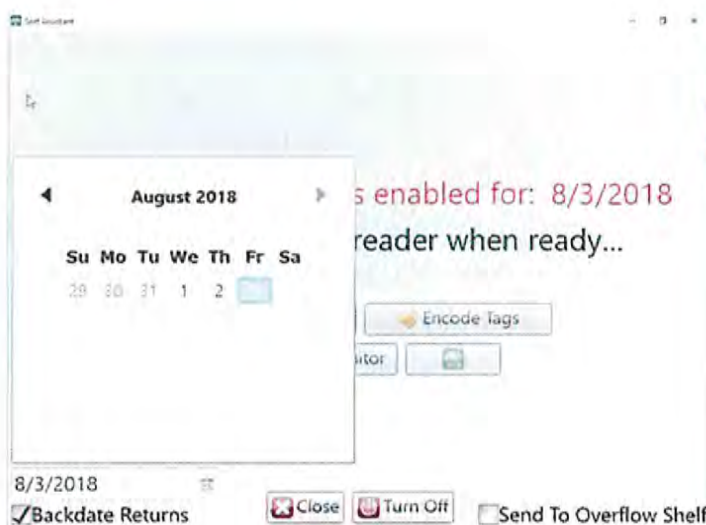 August 2018
s enabled for: 8/3/2018
reader when ready...
Su Mo Tu We Th Fr Sa
29 30 31 1 2
Encode Tags
itor
8/3/2018
Backdate Returns
Close
Turn Off
Send To Overflow Shelf